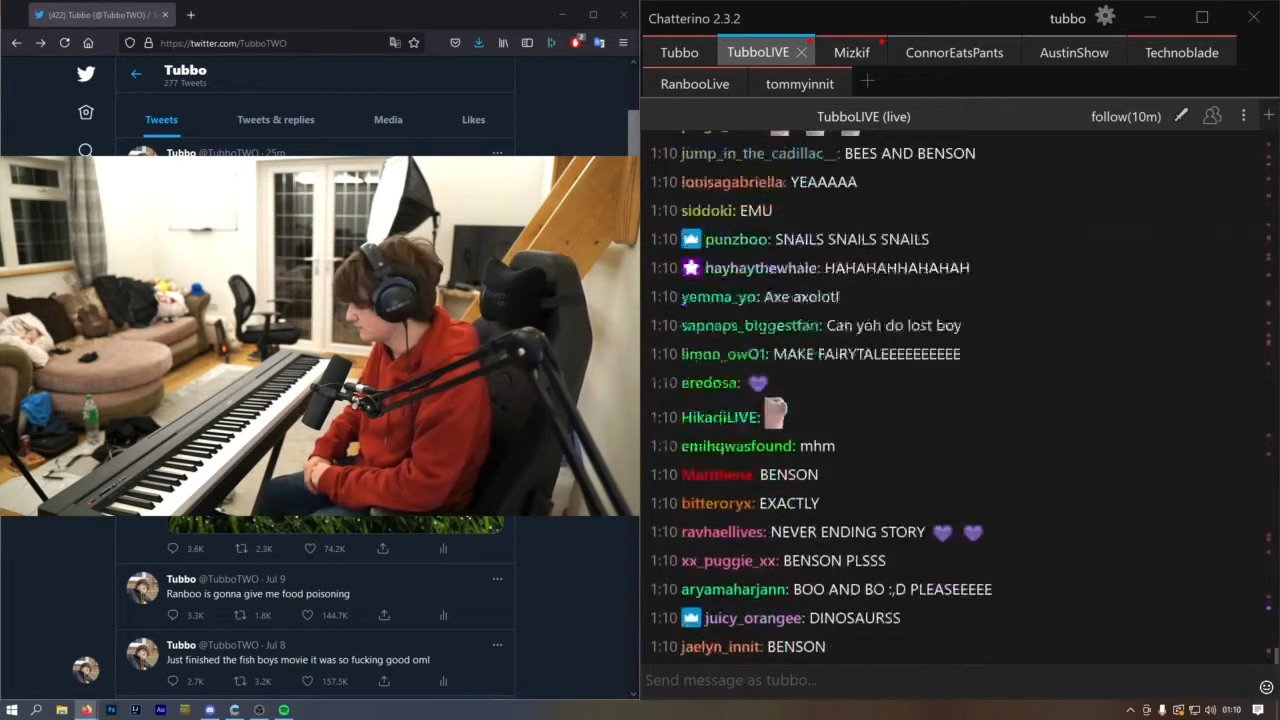 (422) Tubbo (@TubboTWO) / T
https://twitter.com/TubboTWO
2
Tubbo
277 Tweets
Tweets
Tweets & replies
Media
Likes
Tubbo @TubboTWO · 25m
3.6K
2.3K
74.2K
Tubbo @TubboTWO · Jul 9
Ranboo is gonna give me food poisoning
3.3K
1.8K
144.7K
Tubbo @TubboTWO · Jul 8
Just finished the fish boys movie it was so fucking good oml
2.7K
3.2K
157.5K
Chatterino 2.3.2
tubbo
Tubbo
TubboLIVE
Mizkif
ConnorEatsPants
AustinShow
Technoblade
RanbooLive
tommyinnit
TubboLIVE (live)
follow(10m)
1:10 jump_in_the_cadillac__: BEES AND BENSON
1:10 louisagabriella: YEAAAAA
1:10 siddoki: EMU
1:10 punzboo: SNAILS SNAILS SNAILS
1:10 hayhaythewhale: HAHAHAHHAHAHAH
1:10 yemma_yo: Axe axolotl
1:10 sapnaps_biggestfan: Can yoh do lost boy
1:10 limon_owO1: MAKE FAIRYTALEEEEEEEEEE
1:10 eredosa:
1:10 HikariLIVE:
1:10 emihqwasfound: mhm
1:10 BENSON
1:10 bitteroryx: EXACTLY
1:10 ravhaellives: NEVER ENDING STORY
1:10 xx_puggie_xx: BENSON PLSSS
1:10 aryamaharjann: BOO AND BO :,D PLEASEEEEE
1:10 juicy_orangee: DINOSAURSS
1:10 jaelyn_innit: BENSON
Send message as tubbo...
01:10